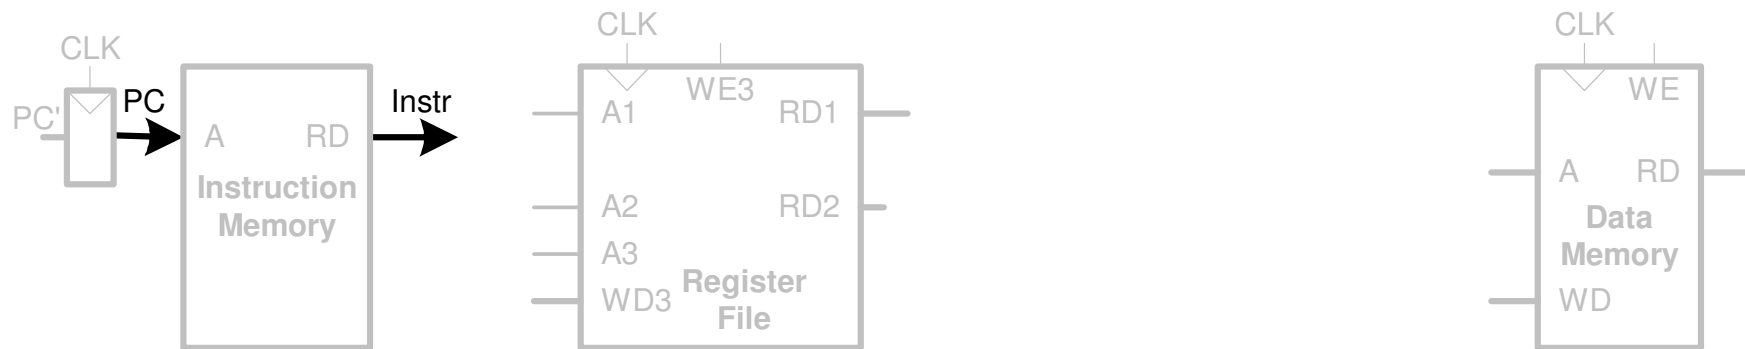 CLK
PC'
PC
A
RD
Instruction
Memory
Instr
CLK
WE3
A1
RD1
A2
RD2
A3
WD3
Register
File
CLK
WE
A
RD
Data
Memory
WD